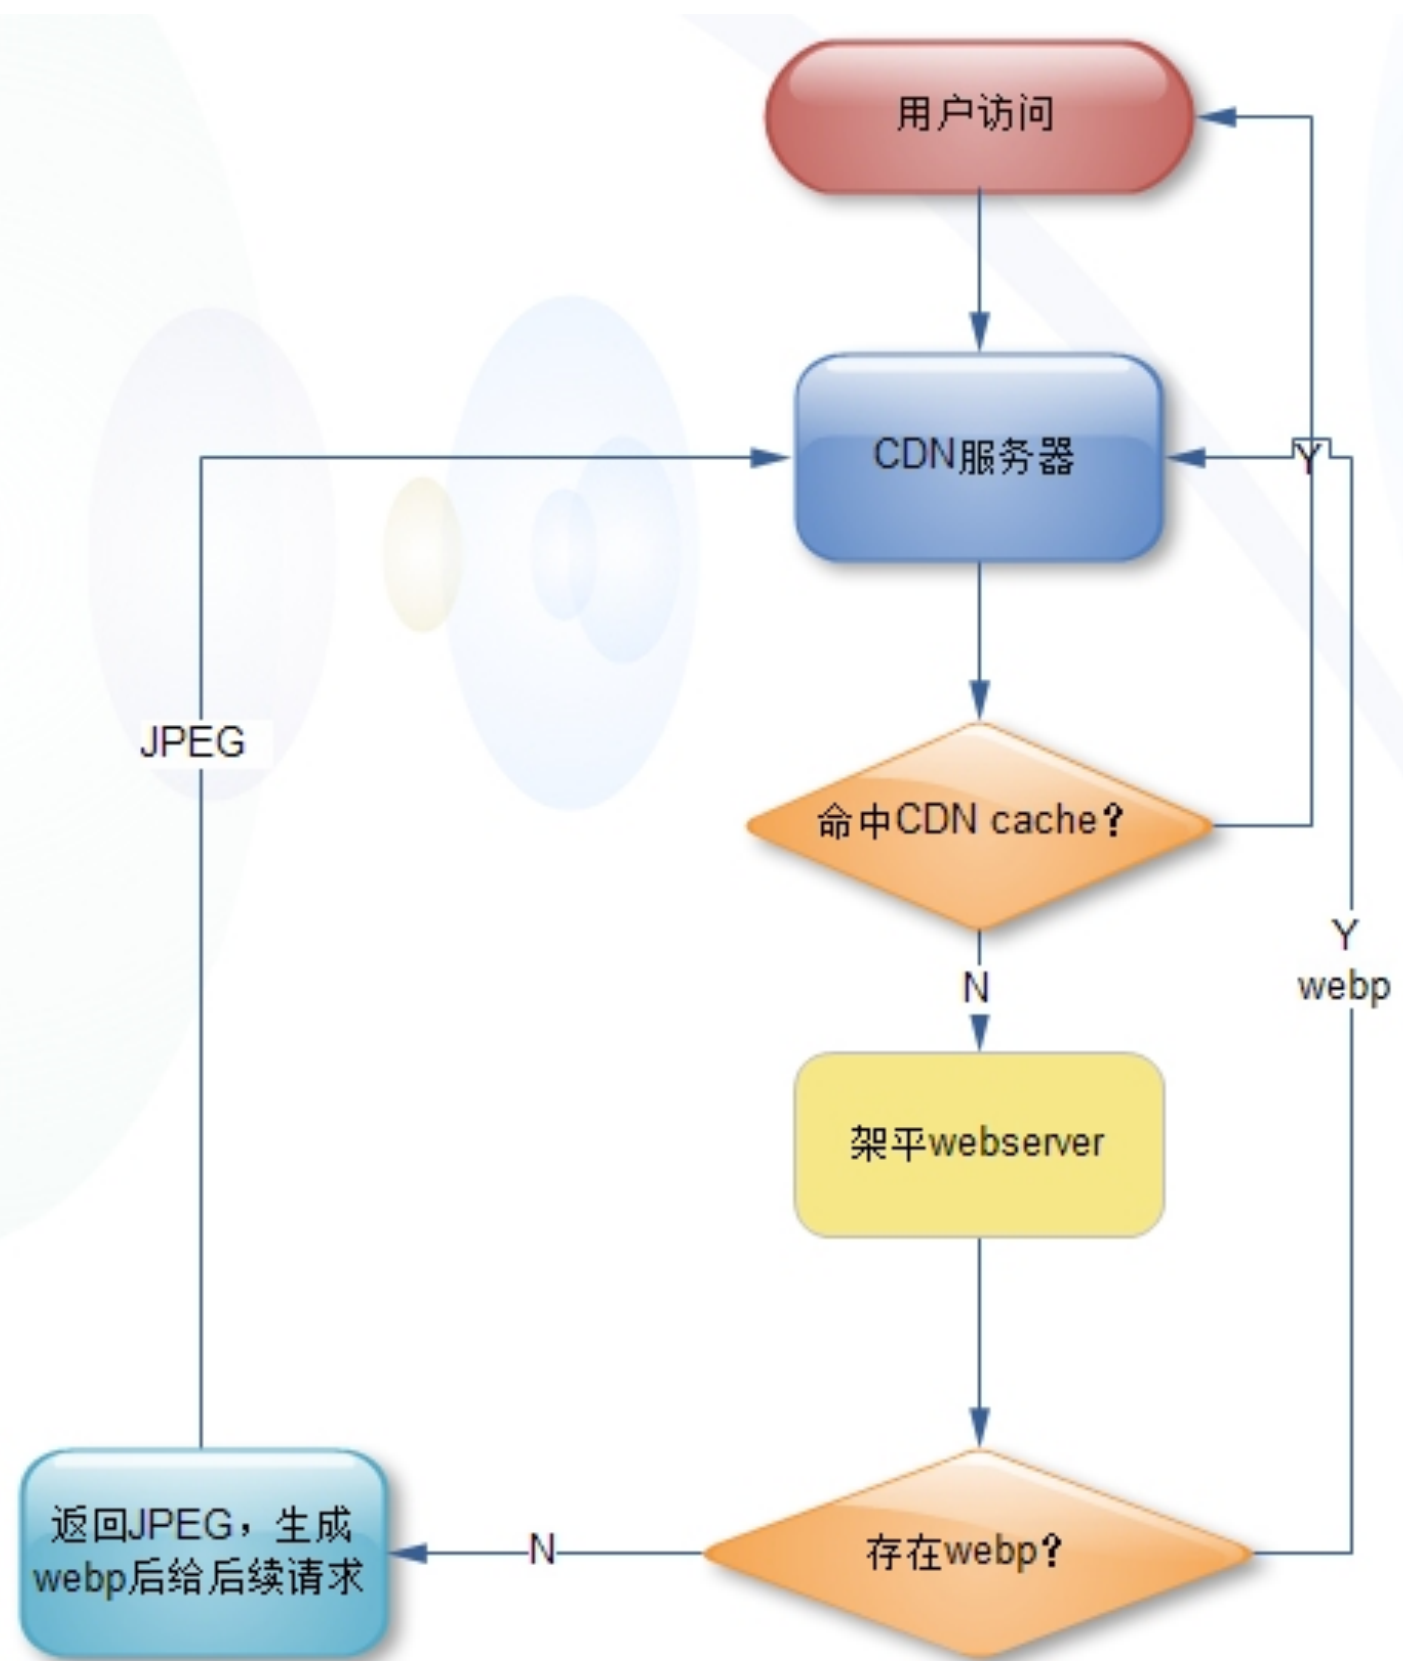 用户访问
CDN服务器
Y
JPEG
命中CDN cache？
Y
webp
N
架平webserver
返回JPEG，生成
webp后给后续请求
N
存在webp？